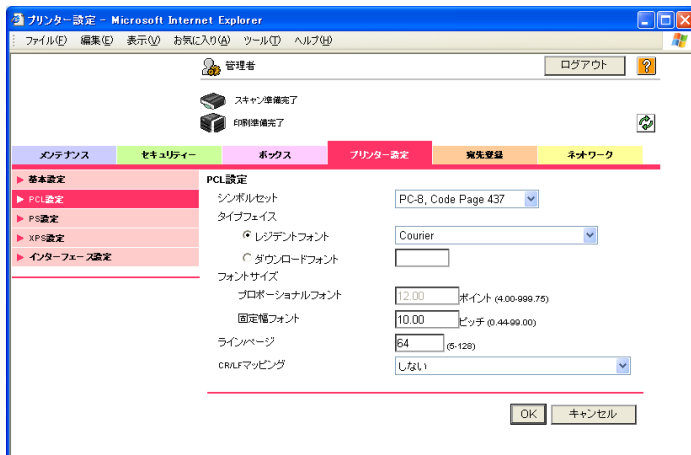 プリンター設定 - Microsoft Internet Explorer
ファイル(F) 編集(E) 表示(V) お気に入り(A) ツール(T) ヘルプ(H)
管理者 ログアウト ?
スキャン準備完了
印刷準備完了
メンテナンス セキュリティー ボックス プリンター設定 宛先登録 ネットワーク
基本設定
PCL設定
PS設定
XPS設定
インターフェース設定
PCL設定
シンボルセット PC-8, Code Page 437
タイプフェイス
レジデントフォント Courier
ダウンロードフォント
フォントサイズ
プロポーショナルフォント 12.00 ポイント (4.00-999.75)
固定幅フォント 10.00 ピッチ (0.44-99.00)
ライン/ページ 64 (5-128)
CR/LFマッピング しない
OK キャンセル